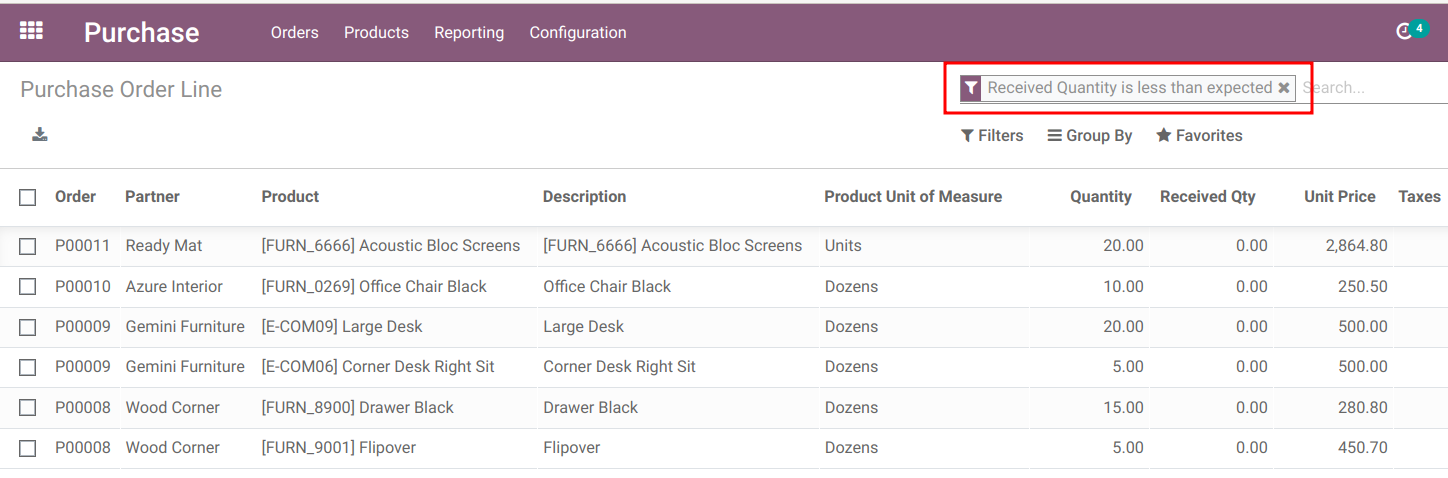 Purchase Orders Products Reporting Configuration 4
Purchase Order Line Received Quantity is less than expected Search...
Filters Group By Favorites
Order Partner Product Description Product Unit of Measure Quantity Received Qty Unit Price Taxes
P00011 Ready Mat [FURN_6666] Acoustic Bloc Screens [FURN_6666] Acoustic Bloc Screens Units 20.00 0.00 2,864.80
P00010 Azure Interior [FURN_0269] Office Chair Black Office Chair Black Dozens 10.00 0.00 250.50
P00009 Gemini Furniture [E-COM09] Large Desk Large Desk Dozens 20.00 0.00 500.00
P00009 Gemini Furniture [E-COM06] Corner Desk Right Sit Corner Desk Right Sit Dozens 5.00 0.00 500.00
P00008 Wood Corner [FURN_8900] Drawer Black Drawer Black Dozens 15.00 0.00 280.80
P00008 Wood Corner [FURN_9001] Flipover Flipover Dozens 5.00 0.00 450.70